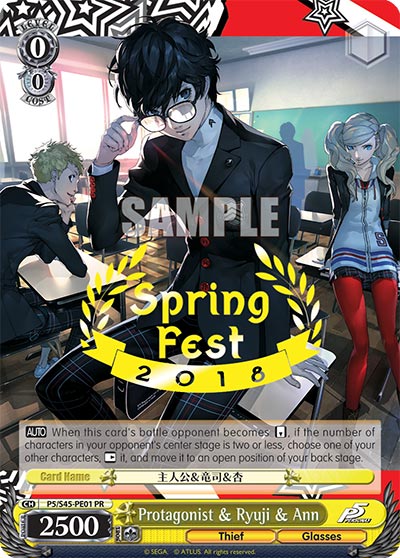 LEVEL
0
0
COST
SAMPLE
Spring
Fest
2018
AUTO When this card's battle opponent becomes , if the number of
characters in your opponent's center stage is two or less, choose one of your
other characters, it, and move it to an open position of your back stage.
Card Name 主人公&竜司&杏
CH P5/S45-PE01 PR
2500
Protagonist & Ryuji & Ann
Thief Glasses
P5
© SEGA. © ATLUS. All rights reserved.